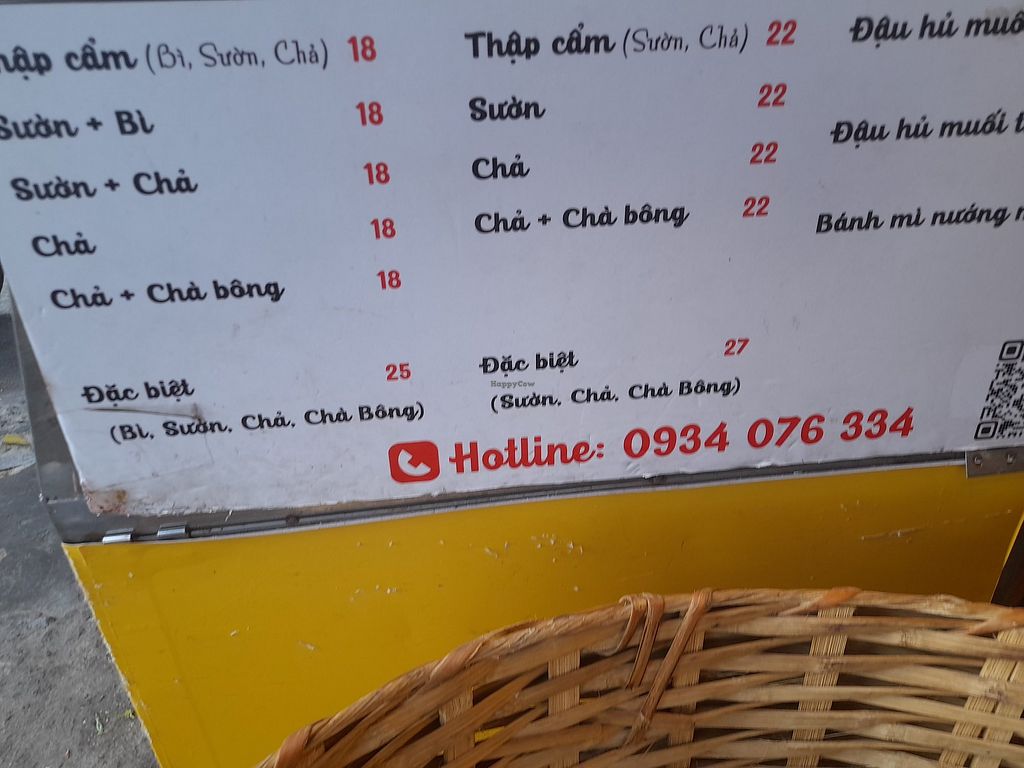 hập cẩm (Bì, Sườn, Chả) 18
Sườn + Bì 18
Sườn + Chả 18
Chả 18
Chả + Chà bông 18
Đặc biệt 25
(Bì, Sườn, Chả, Chà Bông)
Thập cẩm (Sườn, Chả) 22
Sườn 22
Chả 22
Chả + Chà bông 22
Đặc biệt 27
HappyCow
(Sườn, Chả, Chà Bông)
Đậu hủ muố
Đậu hủ muối t
Bánh mì nướng
Hotline: 0934 076 334